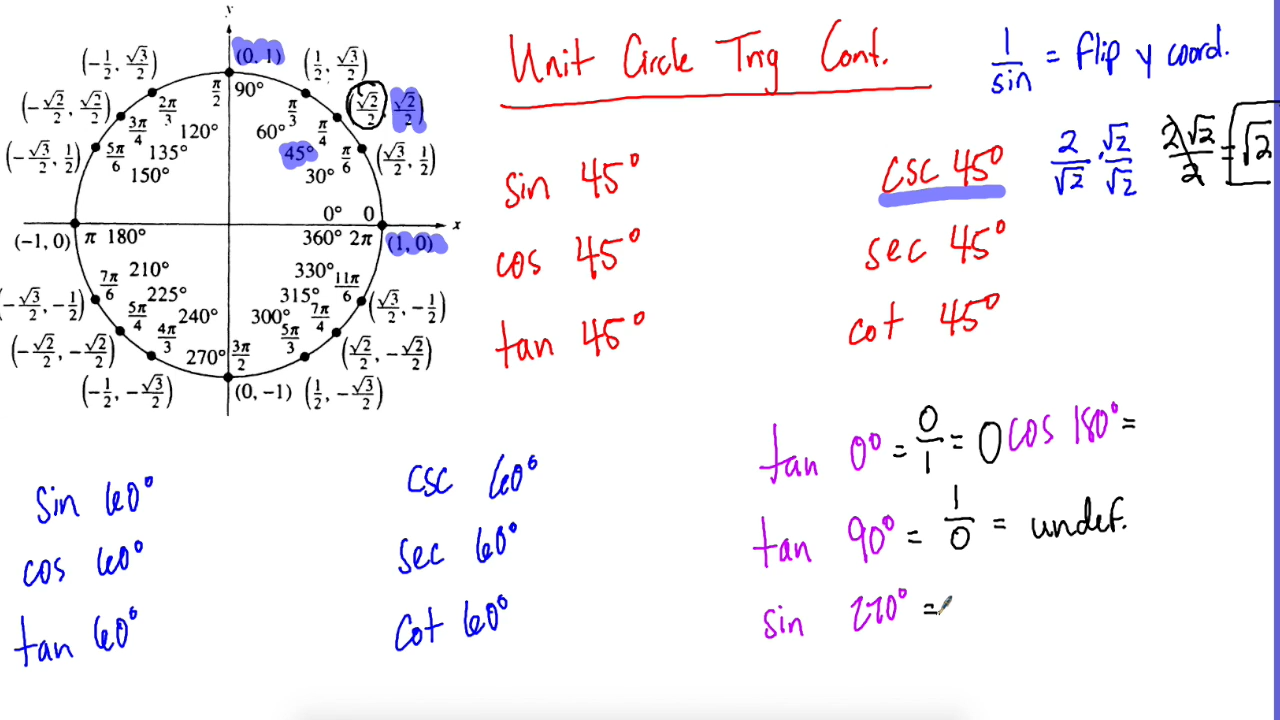 y
(0, 1)
(-1/2, √3/2)
(1/2, √3/2)
(-√2/2, √2/2)
(√2/2, √2/2)
(-√3/2, 1/2)
(√3/2, 1/2)
π/2 90°
2π/3 120°
π/3 60°
3π/4 135°
π/4 45°
5π/6 150°
π/6 30°
0° 0
x
(-1, 0) π 180°
360° 2π (1, 0)
7π/6 210°
330° 11π/6
5π/4 225°
315° 7π/4
4π/3 240°
300° 5π/3
270° 3π/2
(-√3/2, -1/2)
(√3/2, -1/2)
(-√2/2, -√2/2)
(√2/2, -√2/2)
(-1/2, -√3/2)
(0, -1)
(1/2, -√3/2)
Unit Circle Trig Cont.
1/sin = flip y coord.
2/√2 · √2/√2 2√2/2 = √2
sin 45°
csc 45°
cos 45°
sec 45°
tan 45°
cot 45°
tan 0° = 0/1 = 0
cos 180° =
tan 90° = 1/0 = undef.
sin 270° =
sin 60°
csc 60°
cos 60°
sec 60°
tan 60°
cot 60°